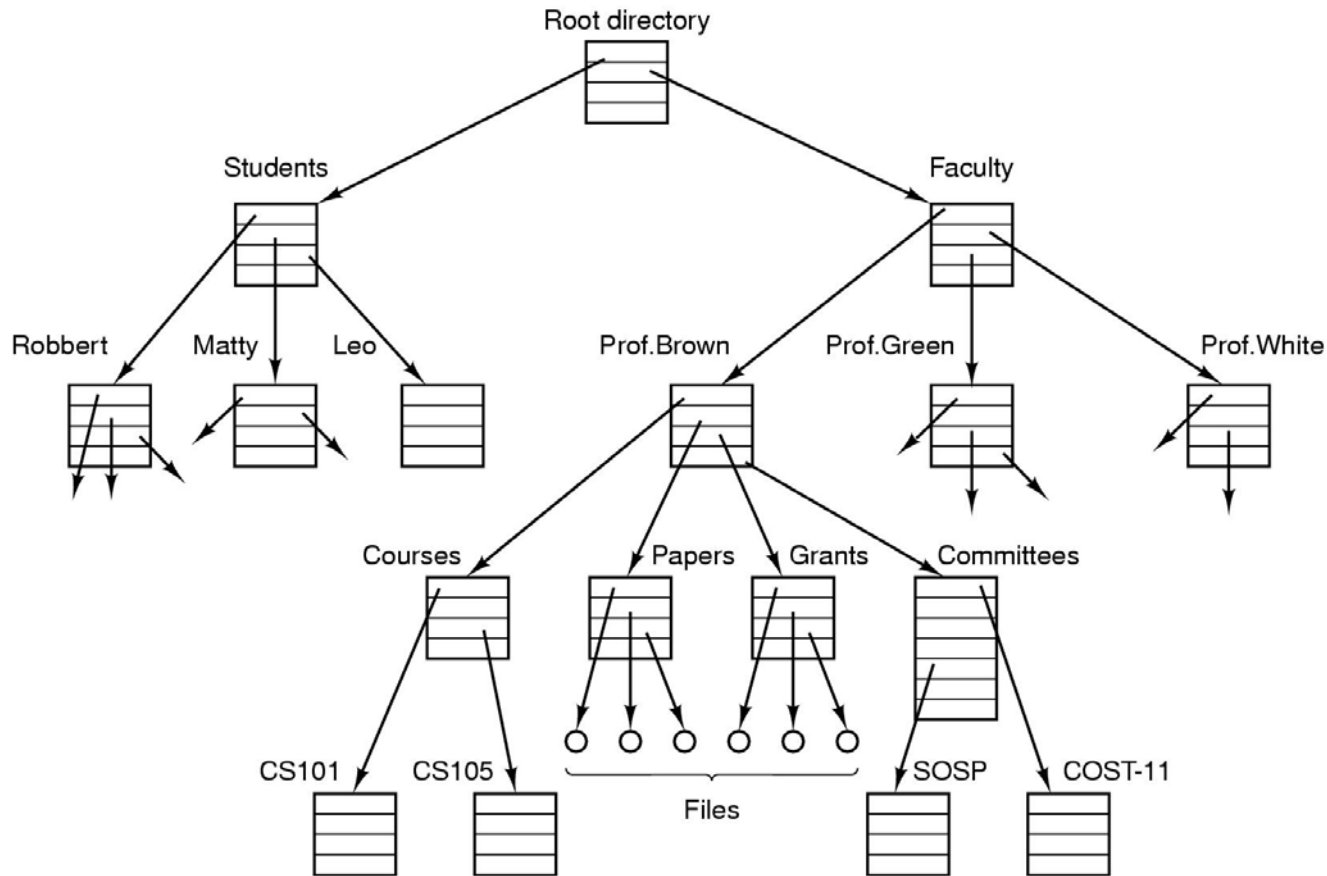 Root directory
Students
Faculty
Robbert
Matty
Leo
Prof.Brown
Prof.Green
Prof.White
Courses
Papers
Grants
Committees
CS101
CS105
SOSP
COST-11
Files